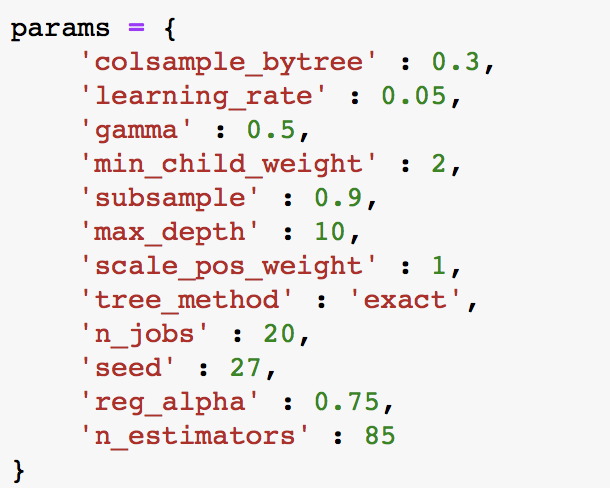 params = {
    'colsample_bytree' : 0.3,
    'learning_rate' : 0.05,
    'gamma' : 0.5,
    'min_child_weight' : 2,
    'subsample' : 0.9,
    'max_depth' : 10,
    'scale_pos_weight' : 1,
    'tree_method' : 'exact',
    'n_jobs' : 20,
    'seed' : 27,
    'reg_alpha' : 0.75,
    'n_estimators' : 85
}